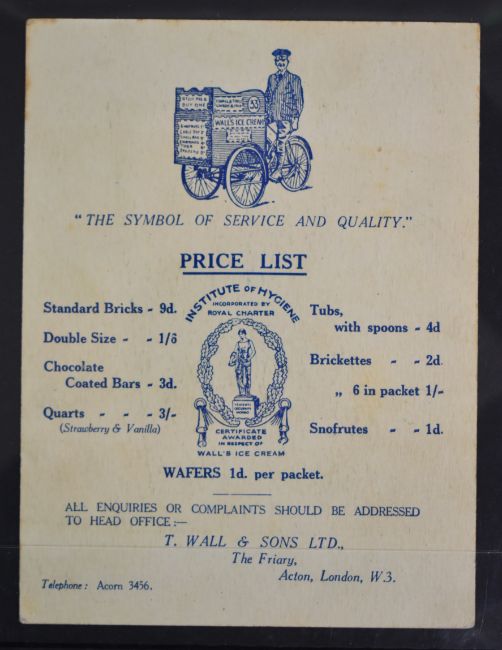 STOP ME &
BUY ONE
53
WALL'S ICE CREAM
"THE SYMBOL OF SERVICE AND QUALITY."
PRICE LIST
Standard Bricks - 9d.
Double Size - - 1/6
Chocolate
Coated Bars - 3d.
Quarts - - - 3/-
(Strawberry & Vanilla)
INSTITUTE OF HYGIENE
INCORPORATED BY
ROYAL CHARTER
CERTIFICATE
AWARDED
IN RESPECT OF
WALL'S ICE CREAM
Tubs,
with spoons - 4d
Brickettes - - 2d.
„ 6 in packet 1/-
Snofrutes - - 1d.
WAFERS 1d. per packet.
ALL ENQUIRIES OR COMPLAINTS SHOULD BE ADDRESSED
TO HEAD OFFICE:—
T. WALL & SONS LTD.,
The Friary,
Acton, London, W.3.
Telephone: Acorn 3456.